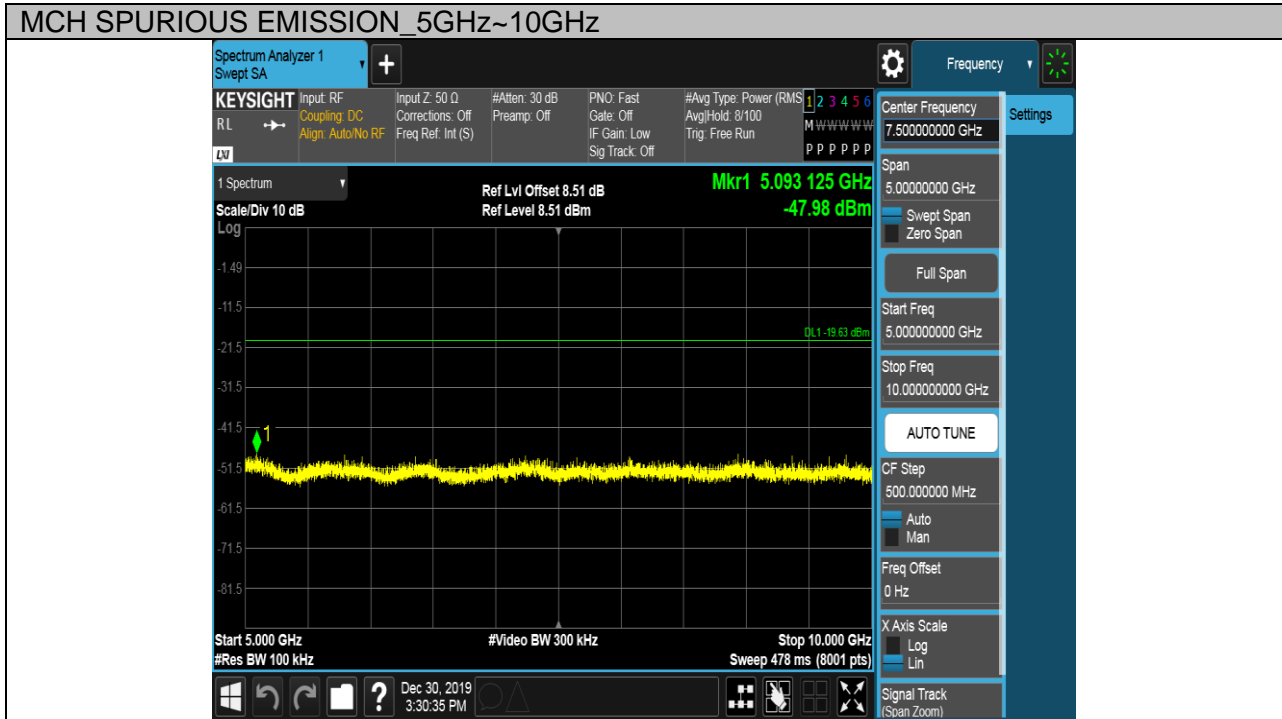 MCH SPURIOUS EMISSION_5GHz~10GHz
Spectrum Analyzer 1
Swept SA
Frequency
KEYSIGHT
RL
LXI
Input: RF
Coupling: DC
Align: Auto/No RF
Input Z: 50 Ω
Corrections: Off
Freq Ref: Int (S)
#Atten: 30 dB
Preamp: Off
PNO: Fast
Gate: Off
IF Gain: Low
Sig Track: Off
#Avg Type: Power (RMS
Avg|Hold: 8/100
Trig: Free Run
1 2 3 4 5 6
M W W W W W
P P P P P P
1 Spectrum
Scale/Div 10 dB
Ref Lvl Offset 8.51 dB
Ref Level 8.51 dBm
Mkr1 5.093 125 GHz
-47.98 dBm
Log
-1.49
-11.5
DL1 -19.63 dBm
-21.5
-31.5
-41.5
1
-51.5
-61.5
-71.5
-81.5
Start 5.000 GHz
#Res BW 100 kHz
#Video BW 300 kHz
Stop 10.000 GHz
Sweep 478 ms (8001 pts)
Dec 30, 2019
3:30:35 PM
Center Frequency
7.500000000 GHz
Settings
Span
5.00000000 GHz
Swept Span
Zero Span
Full Span
Start Freq
5.000000000 GHz
Stop Freq
10.000000000 GHz
AUTO TUNE
CF Step
500.000000 MHz
Auto
Man
Freq Offset
0 Hz
X Axis Scale
Log
Lin
Signal Track
(Span Zoom)